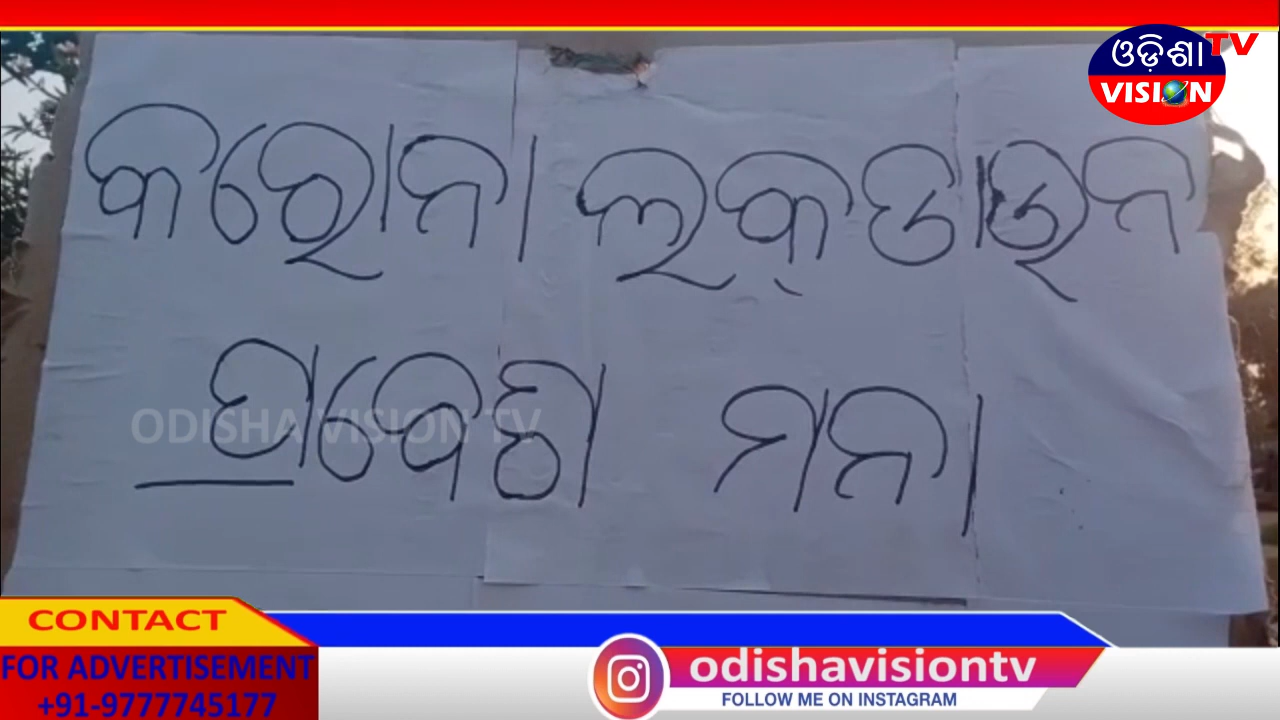 ଓଡ଼ିଶା TV
VISION
କରୋନା ଲକ୍‌ଡାଉନ
ପ୍ରବେଶ ମନା
ODISHA VISION TV
CONTACT
FOR ADVERTISEMENT
+91-9777745177
odishavisiontv
FOLLOW ME ON INSTAGRAM